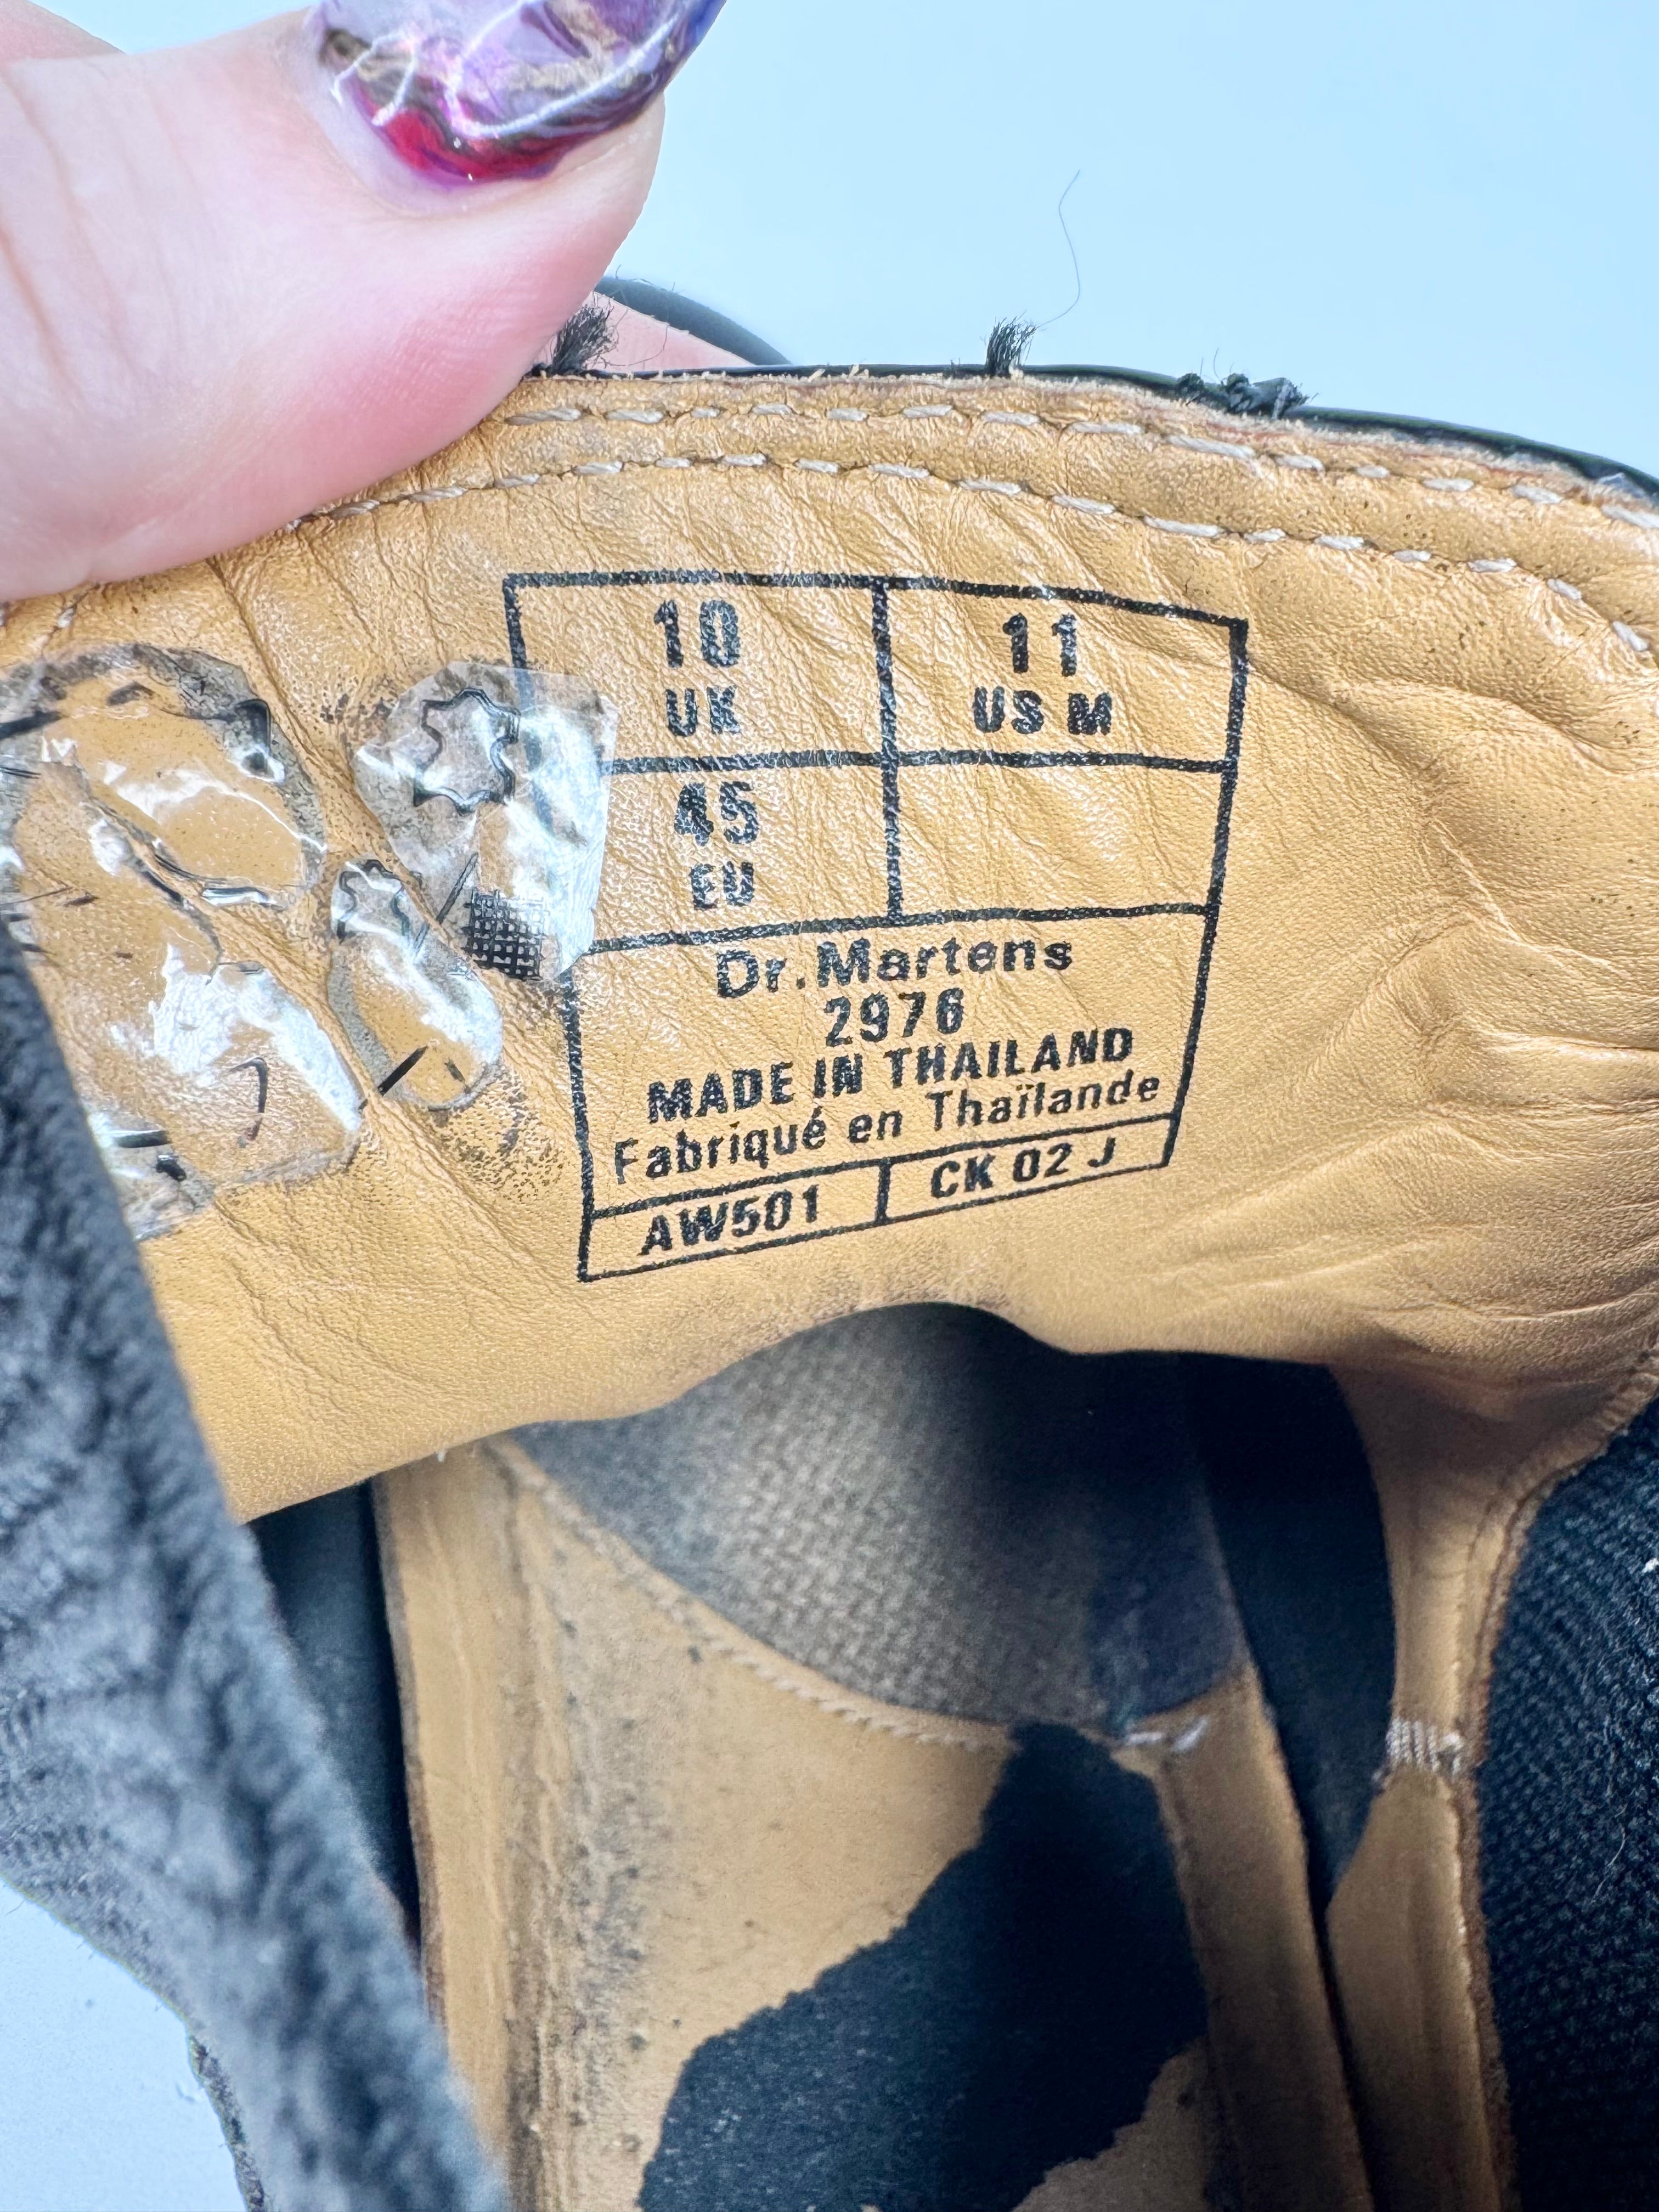 10 11
UK US M
45
EU
Dr. Martens
2976
MADE IN THAILAND
Fabriqué en Thaïlande
AW501 CK 02 J